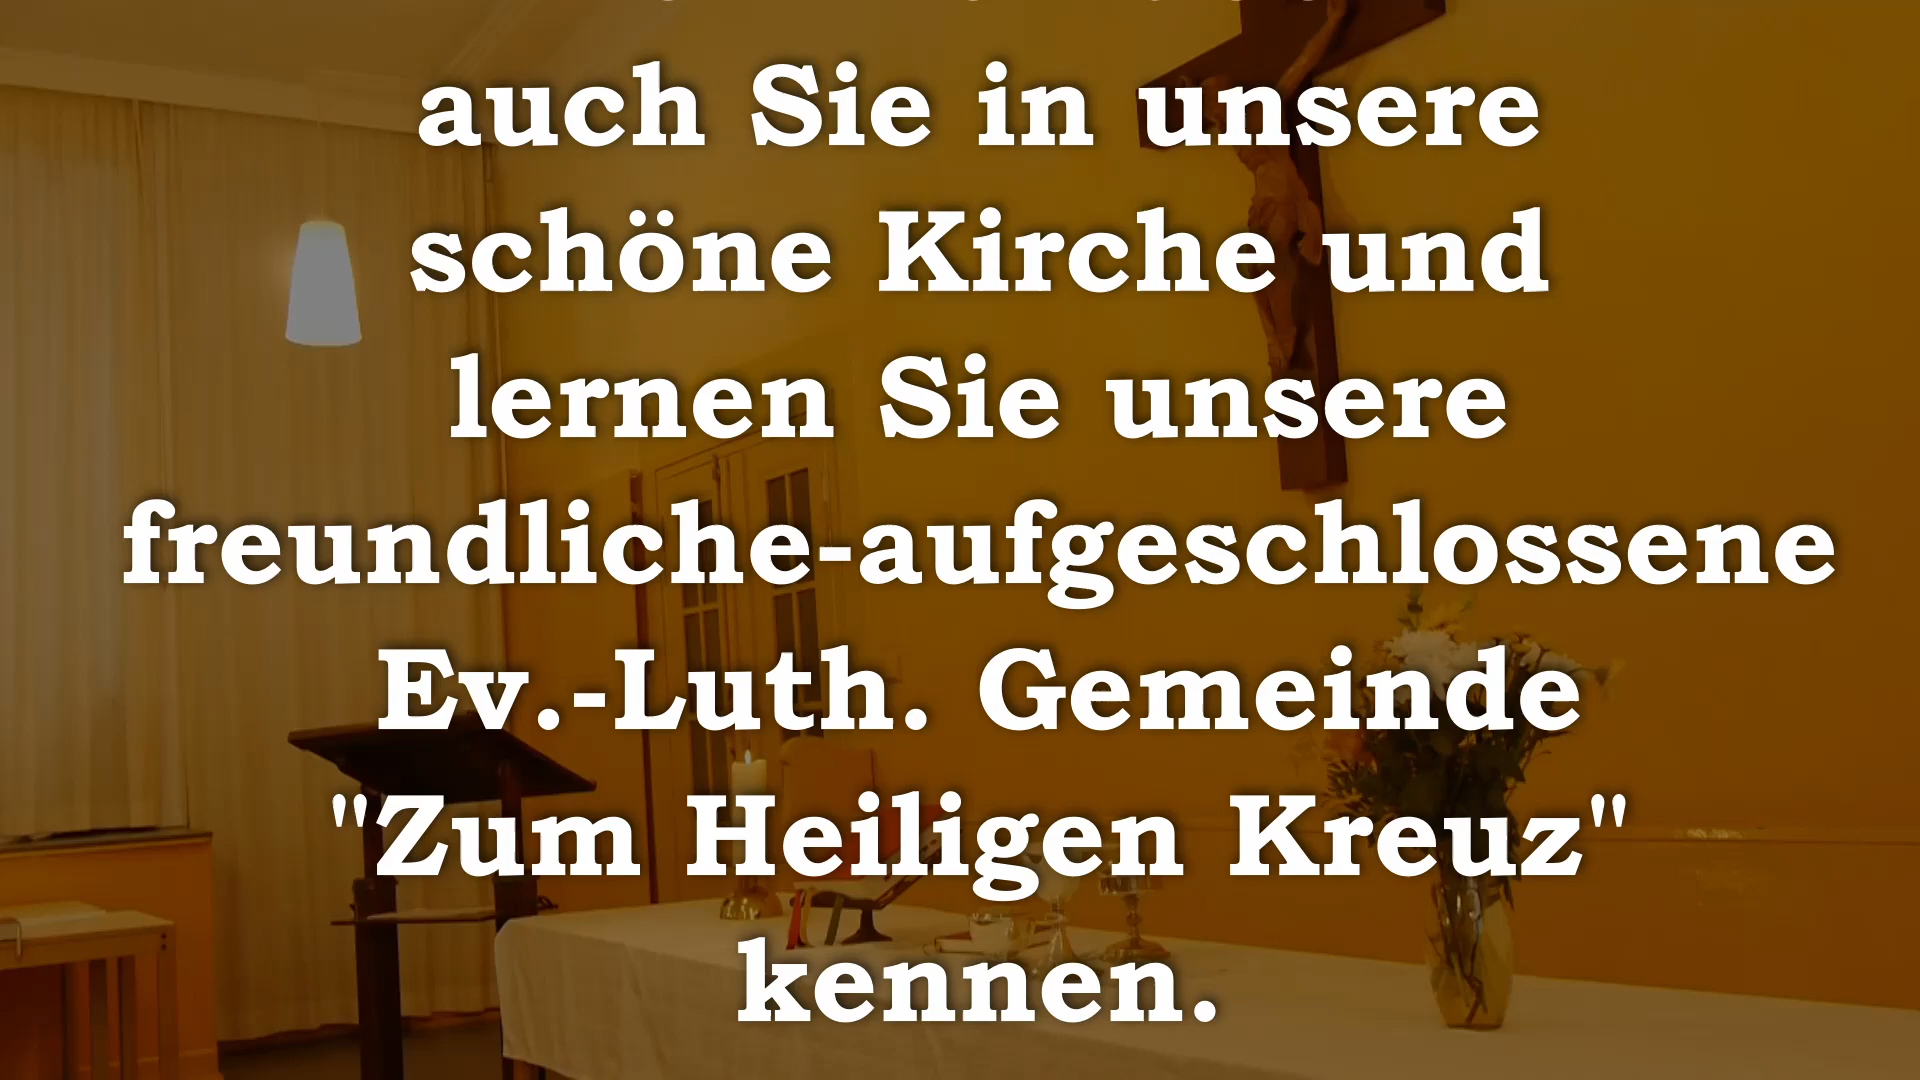 auch Sie in unsere
schöne Kirche und
lernen Sie unsere
freundliche-aufgeschlossene
Ev.-Luth. Gemeinde
"Zum Heiligen Kreuz"
kennen.